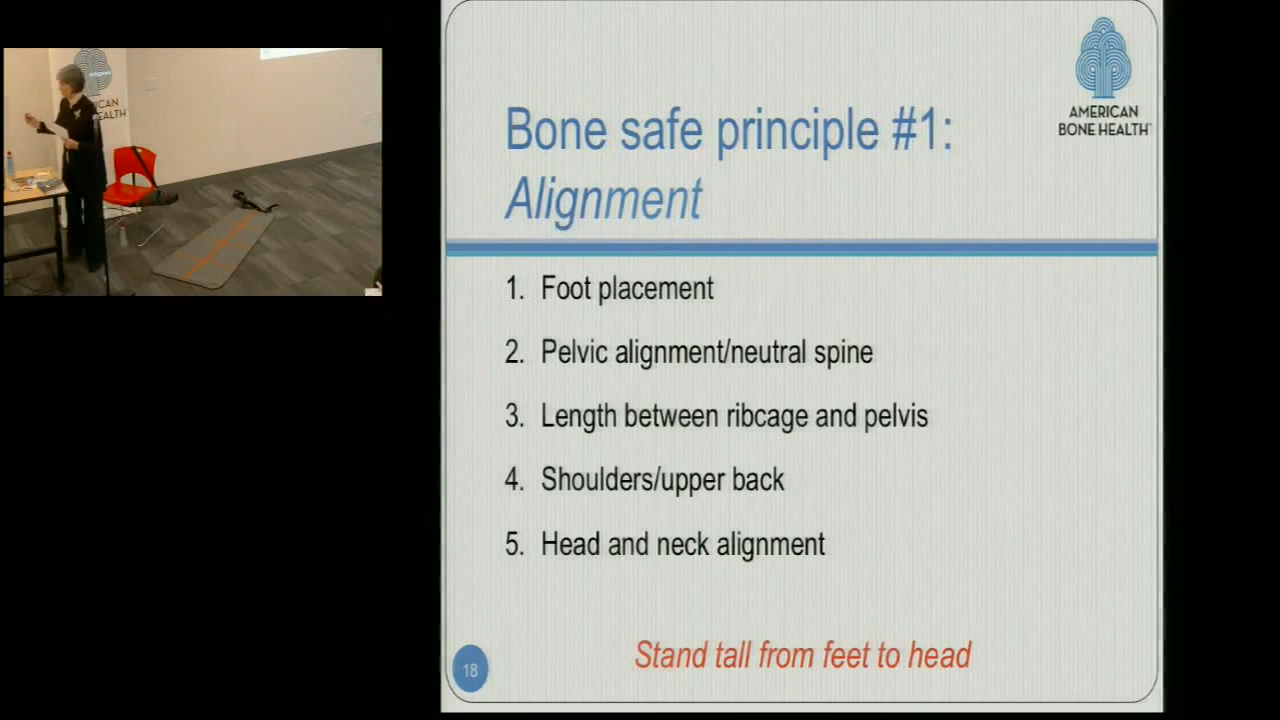 AMERICAN
BONE HEALTH
Bone safe principle #1:
Alignment
1. Foot placement
2. Pelvic alignment/neutral spine
3. Length between ribcage and pelvis
4. Shoulders/upper back
5. Head and neck alignment
Stand tall from feet to head
18